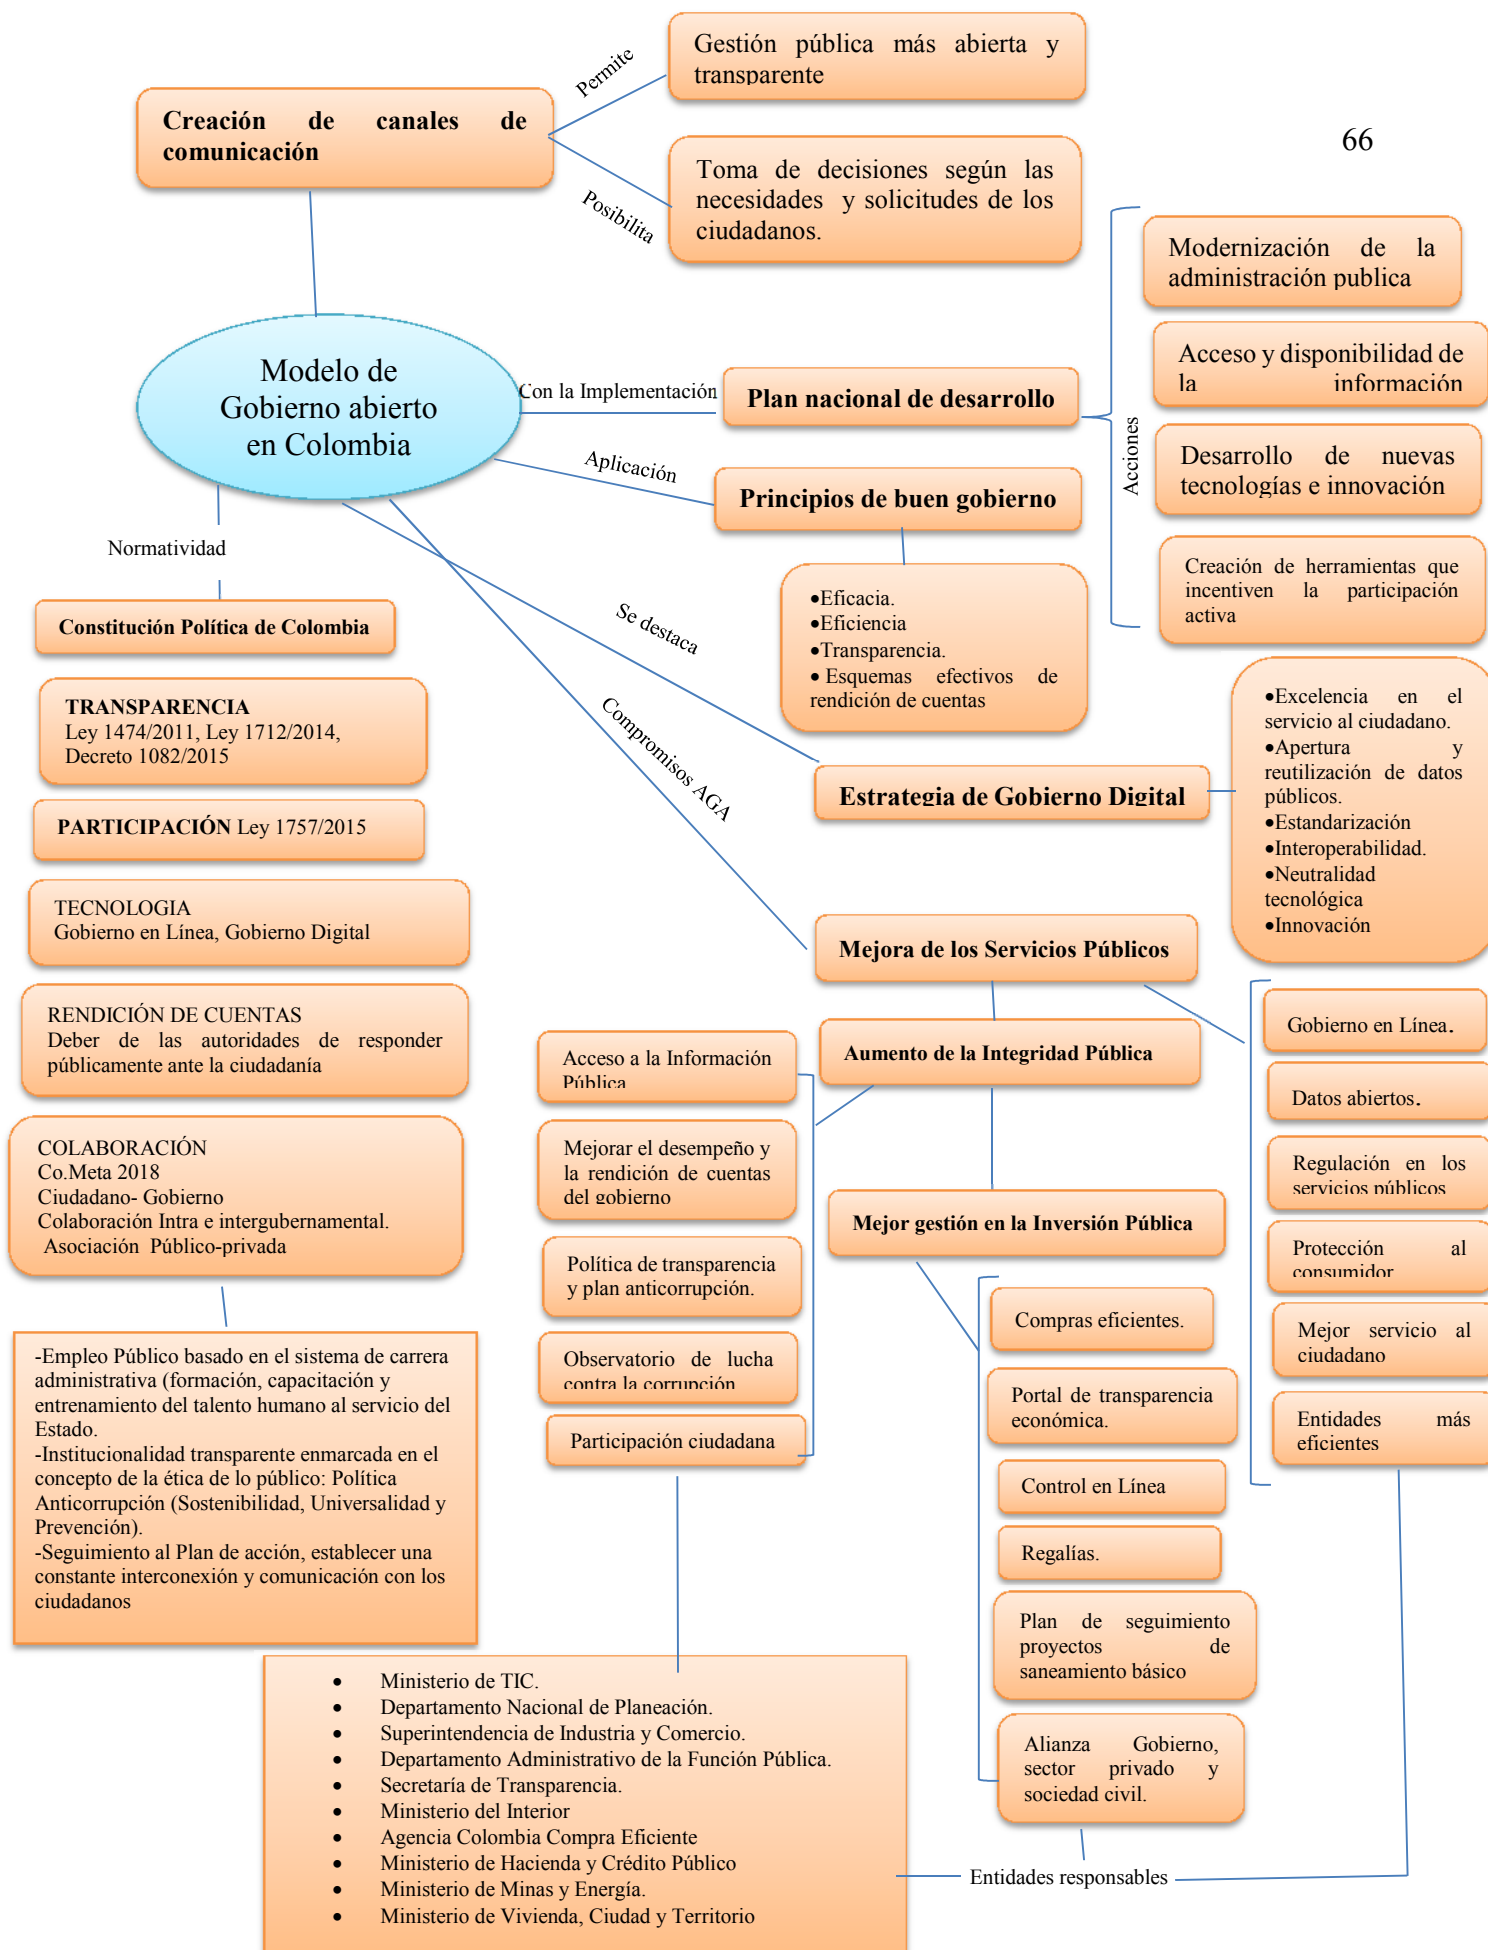 Gestión pública más abierta y
transparente
Permite
Creación de canales de
comunicación
66
Posibilita
Toma de decisiones según las
necesidades y solicitudes de los
ciudadanos.
Modernización de la
administración publica
Acceso y disponibilidad de
la información
Desarrollo de nuevas
tecnologías e innovación
Creación de herramientas que
incentiven la participación
activa
Acciones
Modelo de
Gobierno abierto
en Colombia
Con la Implementación
Plan nacional de desarrollo
Aplicación
Principios de buen gobierno
•Eficacia.
•Eficiencia
•Transparencia.
• Esquemas efectivos de
rendición de cuentas
Normatividad
Constitución Política de Colombia
TRANSPARENCIA
Ley 1474/2011, Ley 1712/2014,
Decreto 1082/2015
PARTICIPACIÓN Ley 1757/2015
TECNOLOGIA
Gobierno en Línea, Gobierno Digital
RENDICIÓN DE CUENTAS
Deber de las autoridades de responder
públicamente ante la ciudadanía
COLABORACIÓN
Co.Meta 2018
Ciudadano- Gobierno
Colaboración Intra e intergubernamental.
Asociación Público-privada
-Empleo Público basado en el sistema de carrera
administrativa (formación, capacitación y
entrenamiento del talento humano al servicio del
Estado.
-Institucionalidad transparente enmarcada en el
concepto de la ética de lo público: Política
Anticorrupción (Sostenibilidad, Universalidad y
Prevención).
-Seguimiento al Plan de acción, establecer una
constante interconexión y comunicación con los
ciudadanos
Se destaca
Estrategia de Gobierno Digital
•Excelencia en el
servicio al ciudadano.
•Apertura y
reutilización de datos
públicos.
•Estandarización
•Interoperabilidad.
•Neutralidad
tecnológica
•Innovación
Compromisos AGA
Mejora de los Servicios Públicos
Aumento de la Integridad Pública
Mejor gestión en la Inversión Pública
Acceso a la Información
Pública
Mejorar el desempeño y
la rendición de cuentas
del gobierno
Política de transparencia
y plan anticorrupción.
Observatorio de lucha
contra la corrupción
Participación ciudadana
Gobierno en Línea.
Datos abiertos.
Regulación en los
servicios públicos
Protección al
consumidor
Mejor servicio al
ciudadano
Entidades más
eficientes
Compras eficientes.
Portal de transparencia
económica.
Control en Línea
Regalías.
Plan de seguimiento
proyectos de
saneamiento básico
Alianza Gobierno,
sector privado y
sociedad civil.
Entidades responsables
• Ministerio de TIC.
• Departamento Nacional de Planeación.
• Superintendencia de Industria y Comercio.
• Departamento Administrativo de la Función Pública.
• Secretaría de Transparencia.
• Ministerio del Interior
• Agencia Colombia Compra Eficiente
• Ministerio de Hacienda y Crédito Público
• Ministerio de Minas y Energía.
• Ministerio de Vivienda, Ciudad y Territorio